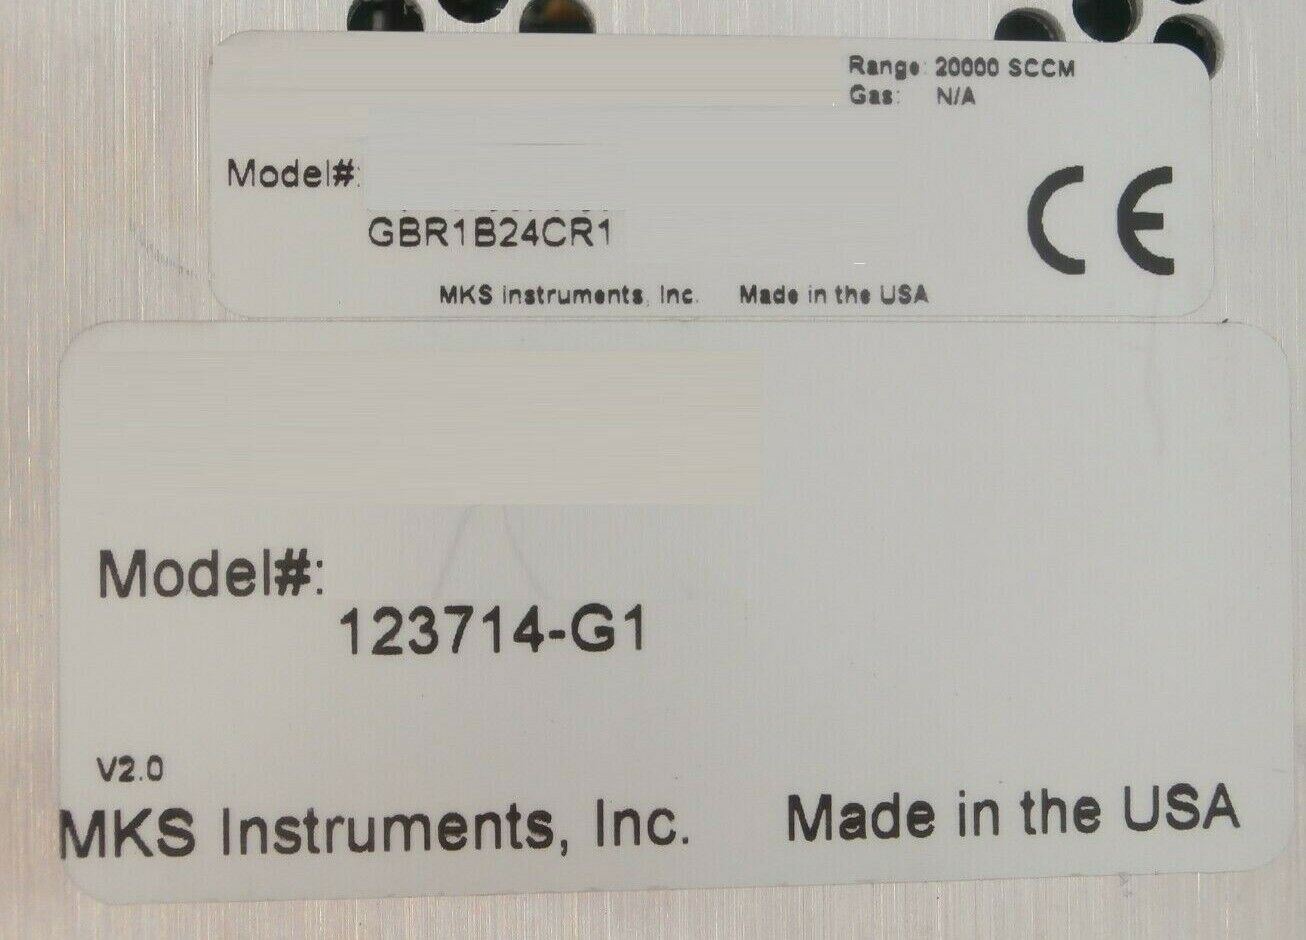 Range: 20000 SCCM
Gas: N/A
Model#:
GBR1B24CR1
CE
MKS Instruments, Inc. Made in the USA
Model#:
123714-G1
V2.0
MKS Instruments, Inc. Made in the USA